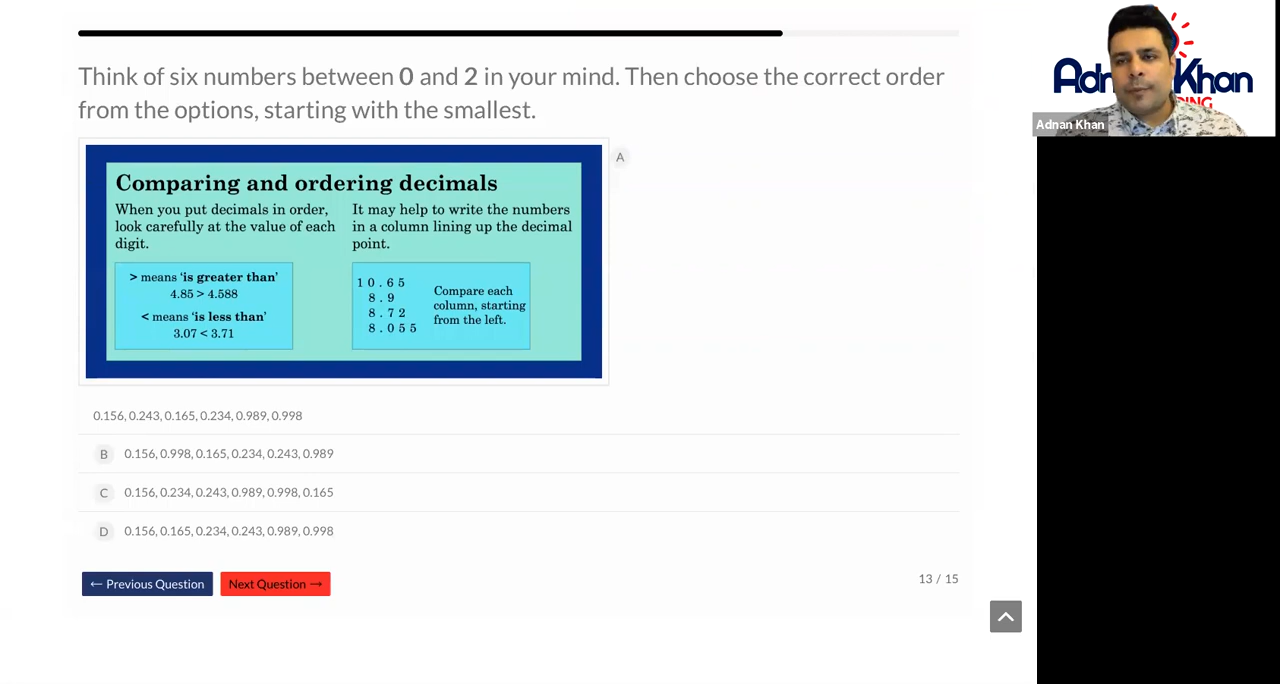 Think of six numbers between 0 and 2 in your mind. Then choose the correct order
from the options, starting with the smallest.
A
Comparing and ordering decimals
When you put decimals in order,
look carefully at the value of each
digit.
It may help to write the numbers
in a column lining up the decimal
point.
> means 'is greater than'
4.85 > 4.588
< means 'is less than'
3.07 < 3.71
10.65
8.9
8.72
8.055
Compare each
column, starting
from the left.
0.156, 0.243, 0.165, 0.234, 0.989, 0.998
B 0.156, 0.998, 0.165, 0.234, 0.243, 0.989
C 0.156, 0.234, 0.243, 0.989, 0.998, 0.165
D 0.156, 0.165, 0.234, 0.243, 0.989, 0.998
← Previous Question
Next Question →
13 / 15
Khan
Adnan Khan